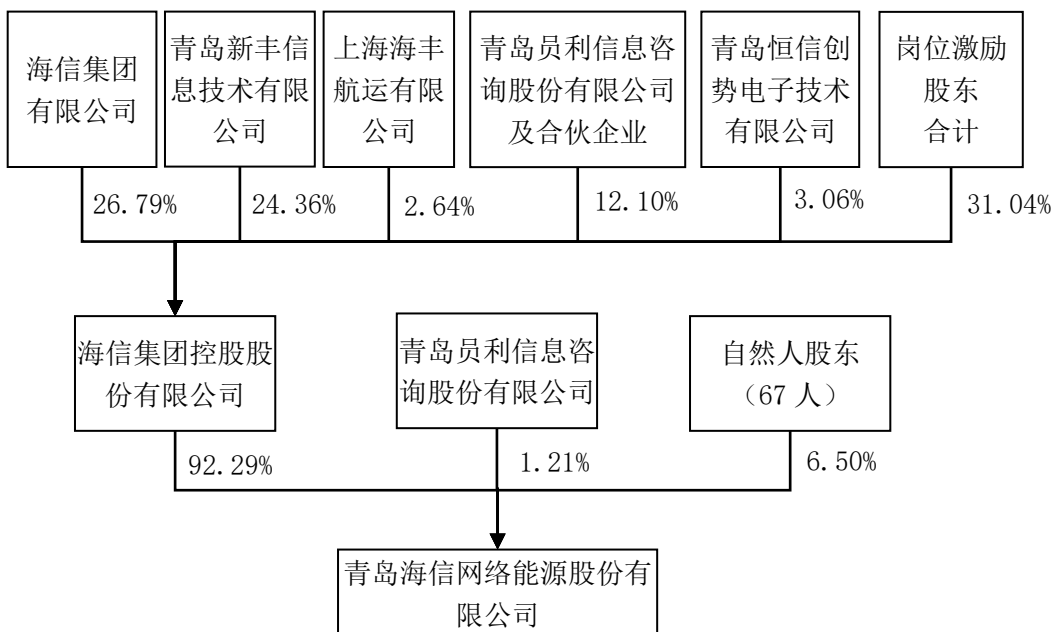 海信集团
有限公司
青岛新丰信
息技术有限
公司
上海海丰
航运有限
公司
青岛员利信息咨
询股份有限公司
及合伙企业
青岛恒信创
势电子技术
有限公司
岗位激励
股东
合计
26.79%
24.36%
2.64%
12.10%
3.06%
31.04%
海信集团控股股
份有限公司
青岛员利信息咨
询股份有限公司
自然人股东
（67 人）
92.29%
1.21%
6.50%
青岛海信网络能源股份有
限公司